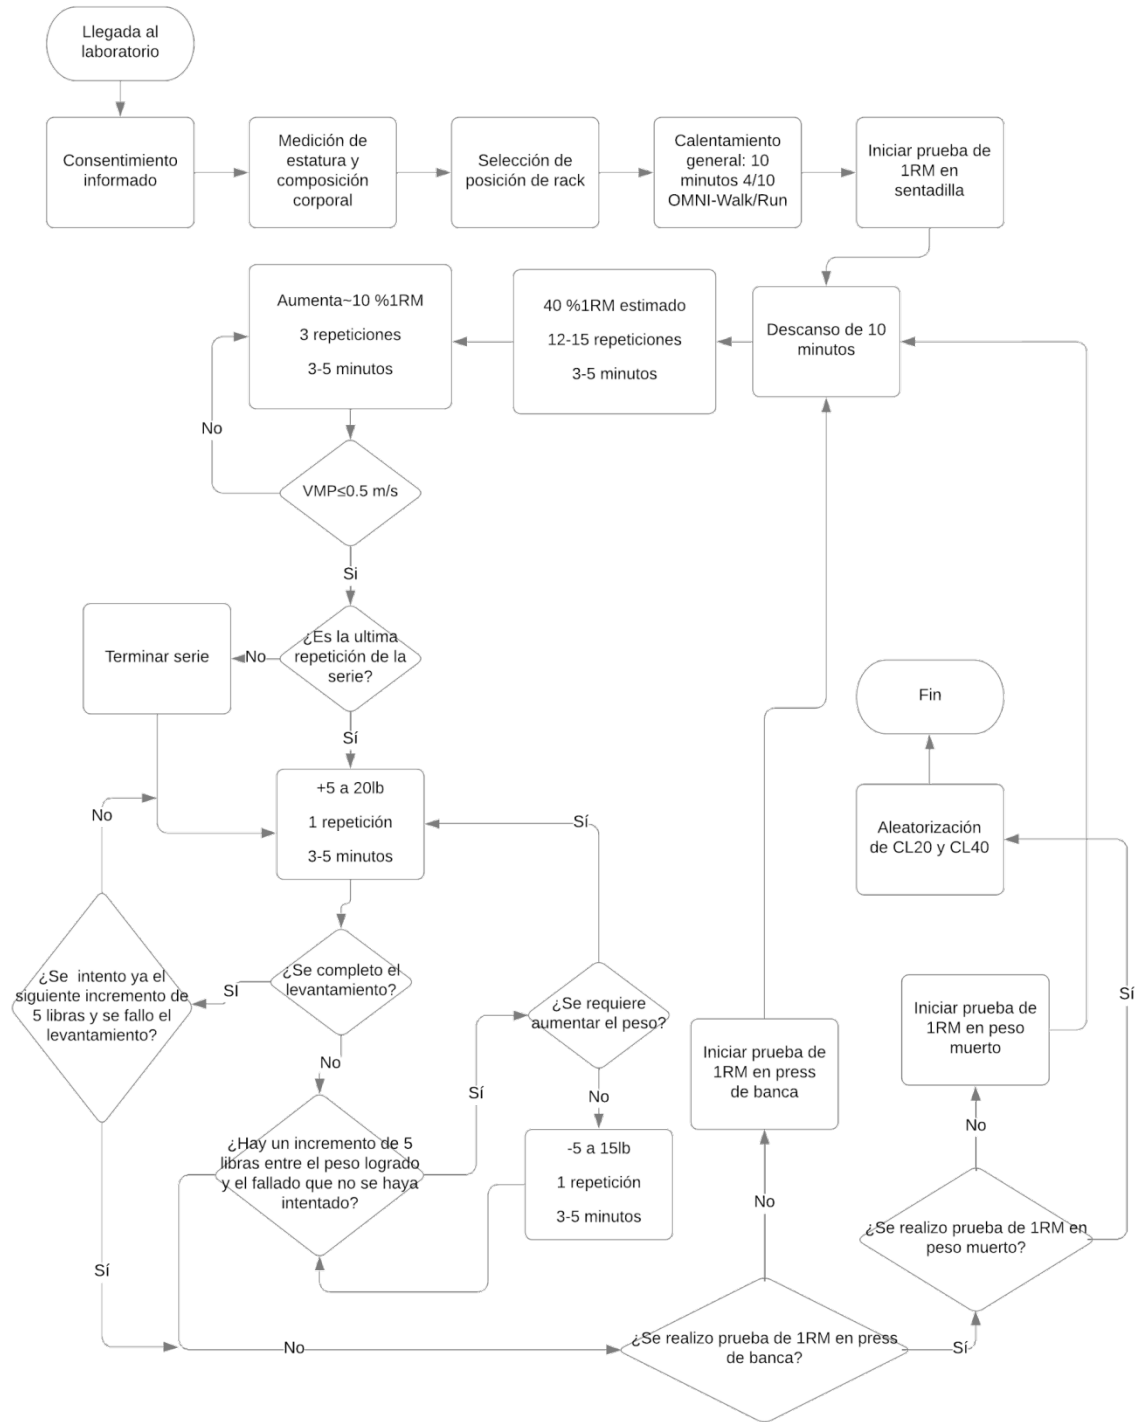 Llegada al
laboratorio
Consentimiento
informado
Medición de
estatura y
composición
corporal
Selección de
posición de rack
Calentamiento
general: 10
minutos 4/10
OMNI-Walk/Run
Iniciar prueba de
1RM en
sentadilla
Descanso de 10
minutos
40 %1RM estimado
12-15 repeticiones
3-5 minutos
Aumenta~10 %1RM
3 repeticiones
3-5 minutos
No
VMP≤0.5 m/s
Si
¿Es la ultima
repetición de la
serie?
No
Terminar serie
Sí
+5 a 20lb
1 repetición
3-5 minutos
No
Sí
¿Se completo el
levantamiento?
SÍ
¿Se intento ya el
siguiente incremento de
5 libras y se fallo el
levantamiento?
No
Sí
¿Hay un incremento de 5
libras entre el peso logrado
y el fallado que no se haya
intentado?
Sí
¿Se requiere
aumentar el peso?
No
-5 a 15lb
1 repetición
3-5 minutos
No
¿Se realizo prueba de 1RM en press
de banca?
No
Iniciar prueba de
1RM en press
de banca
Sí
¿Se realizo prueba de 1RM en
peso muerto?
No
Iniciar prueba de
1RM en peso
muerto
Sí
Aleatorización
de CL20 y CL40
Fin